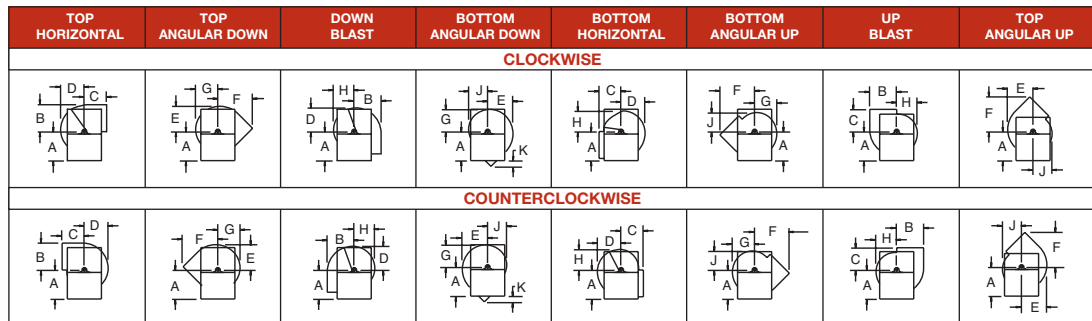 TOP HORIZONTAL
TOP ANGULAR DOWN
DOWN BLAST
BOTTOM ANGULAR DOWN
BOTTOM HORIZONTAL
BOTTOM ANGULAR UP
UP BLAST
TOP ANGULAR UP
CLOCKWISE
D C B A
G F E A
H B D A
J E G A K
C D H A
F G J A A
B H C A
E F A J
COUNTERCLOCKWISE
C D B A
F G E A
B H D A
E J G A K
D C H A
G F J A
B H C A
J F A E